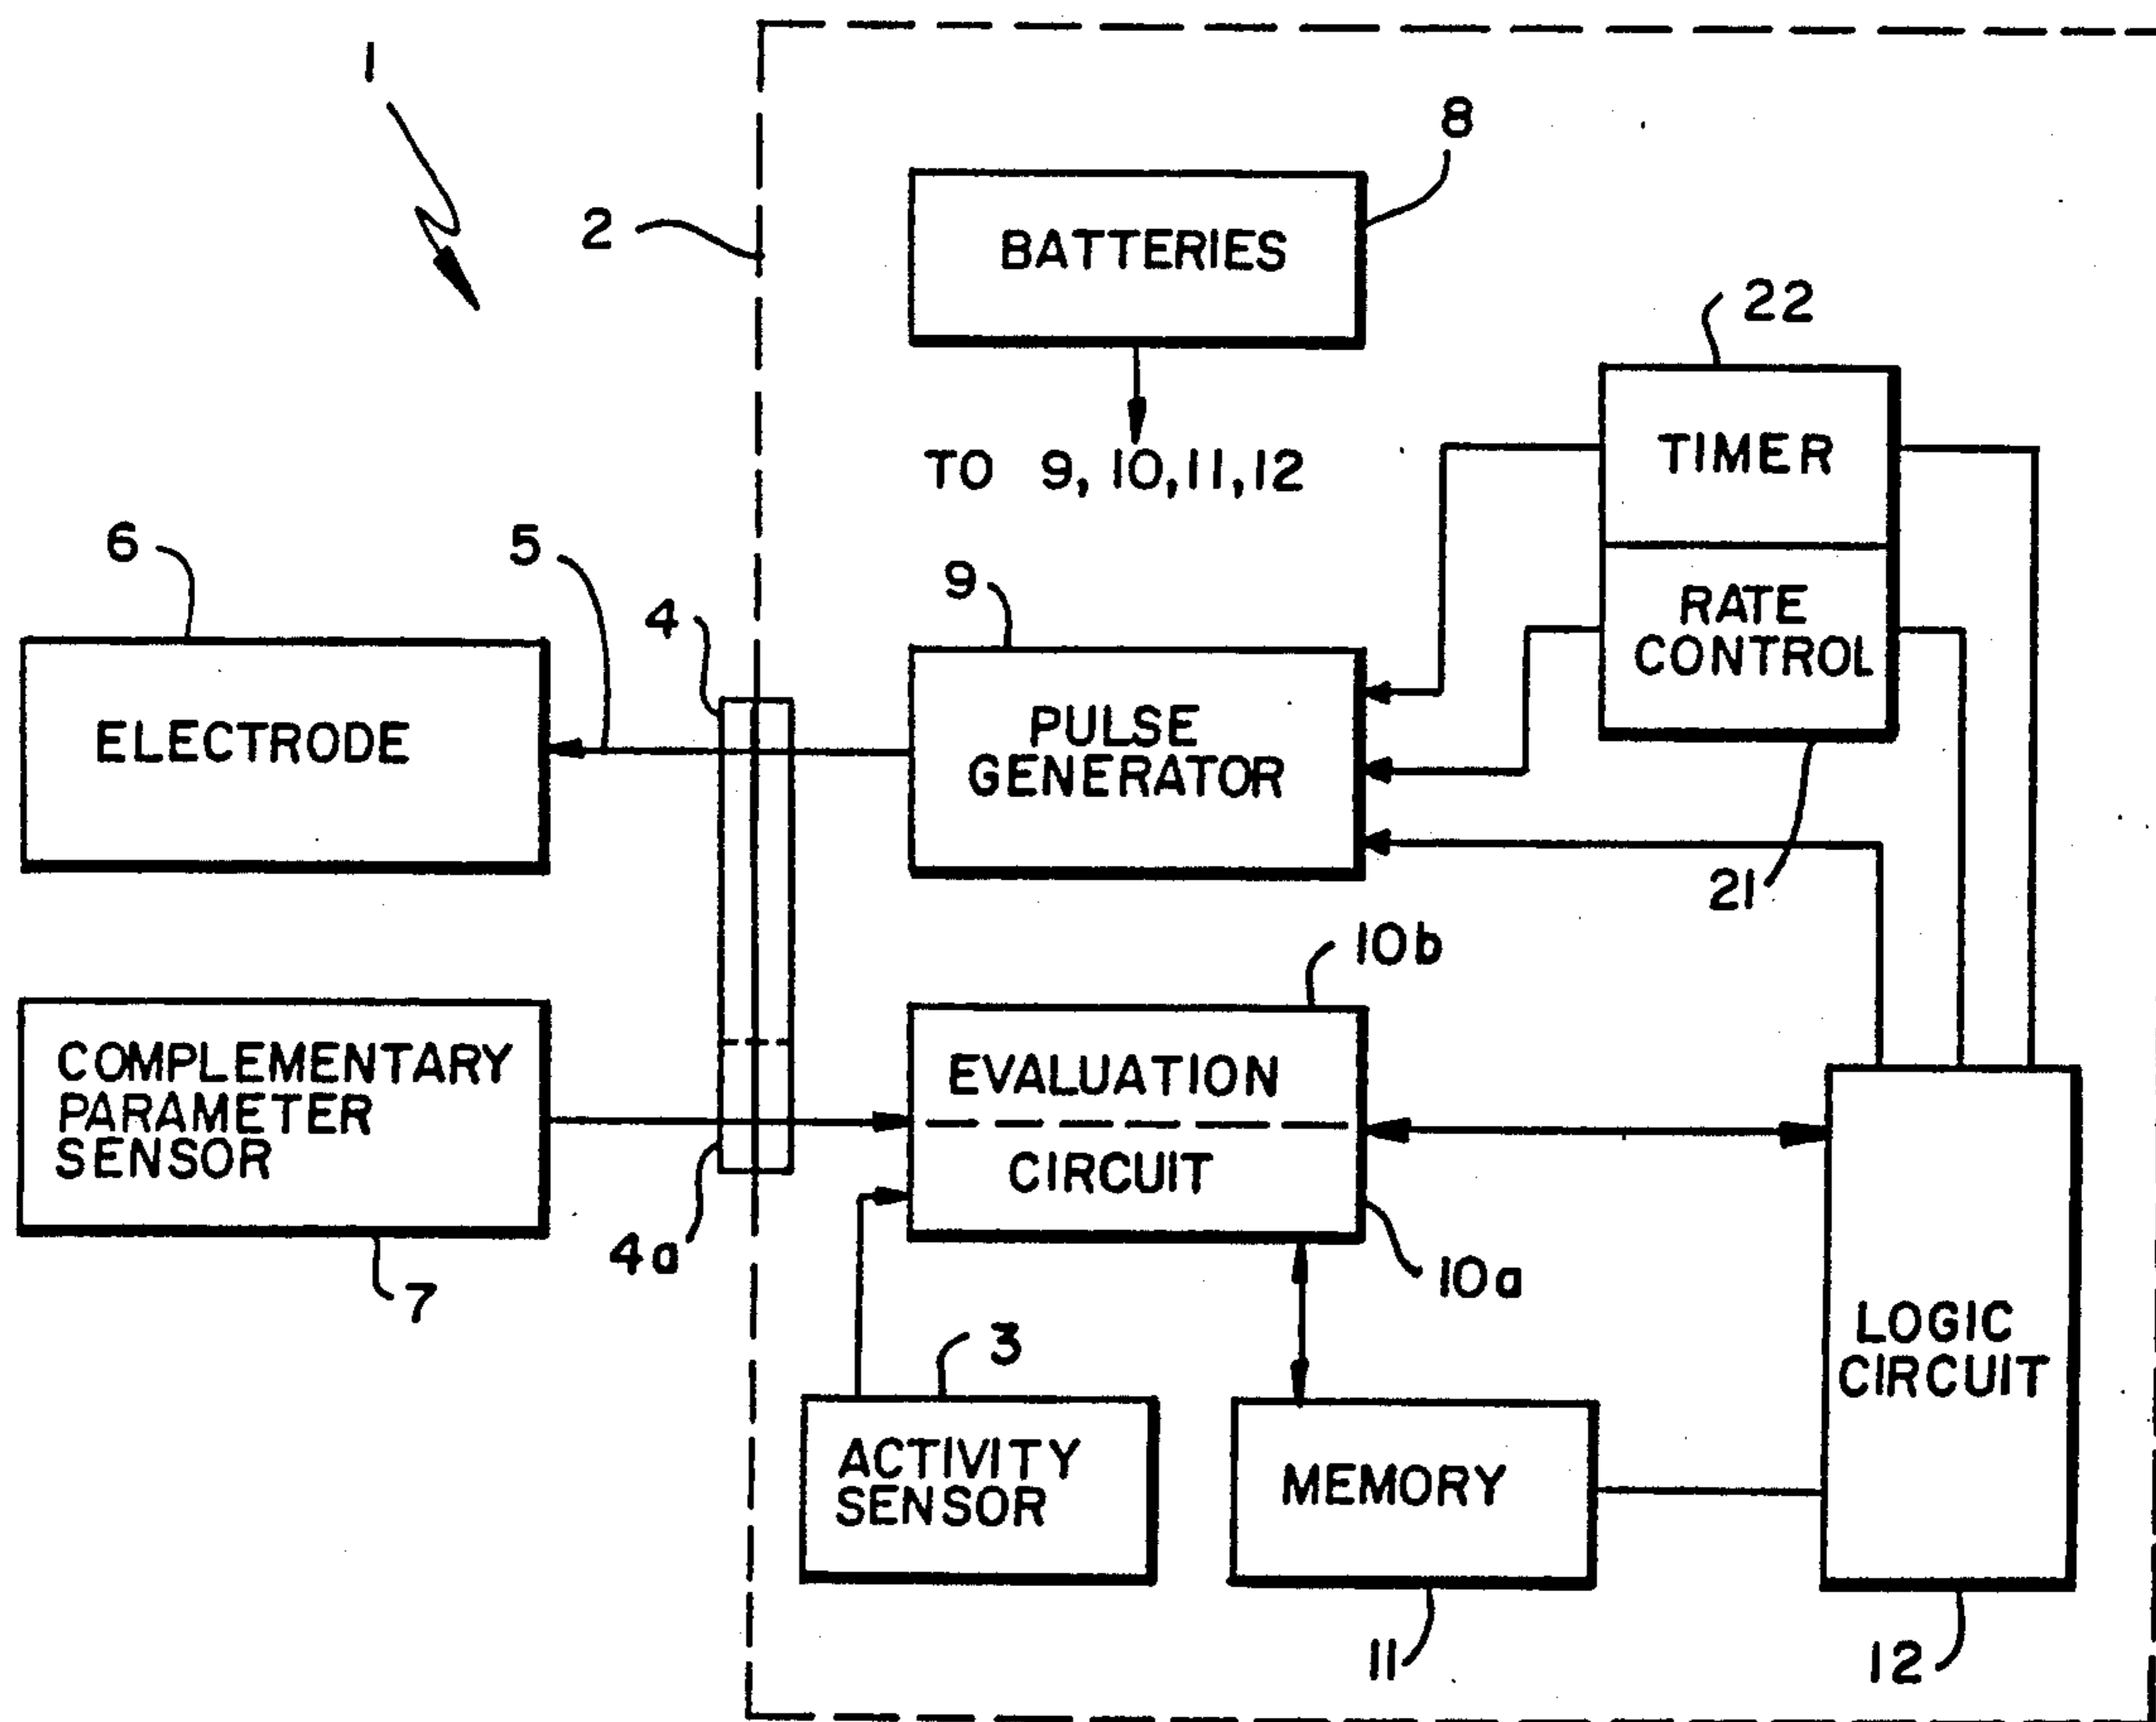 1
2
8
BATTERIES
TO 9, 10, 11, 12
22
TIMER
RATE
CONTROL
21
6
5
4
9
ELECTRODE
PULSE
GENERATOR
10b
COMPLEMENTARY
PARAMETER
SENSOR
7
4a
EVALUATION
CIRCUIT
10a
3
ACTIVITY
SENSOR
MEMORY
11
LOGIC
CIRCUIT
12